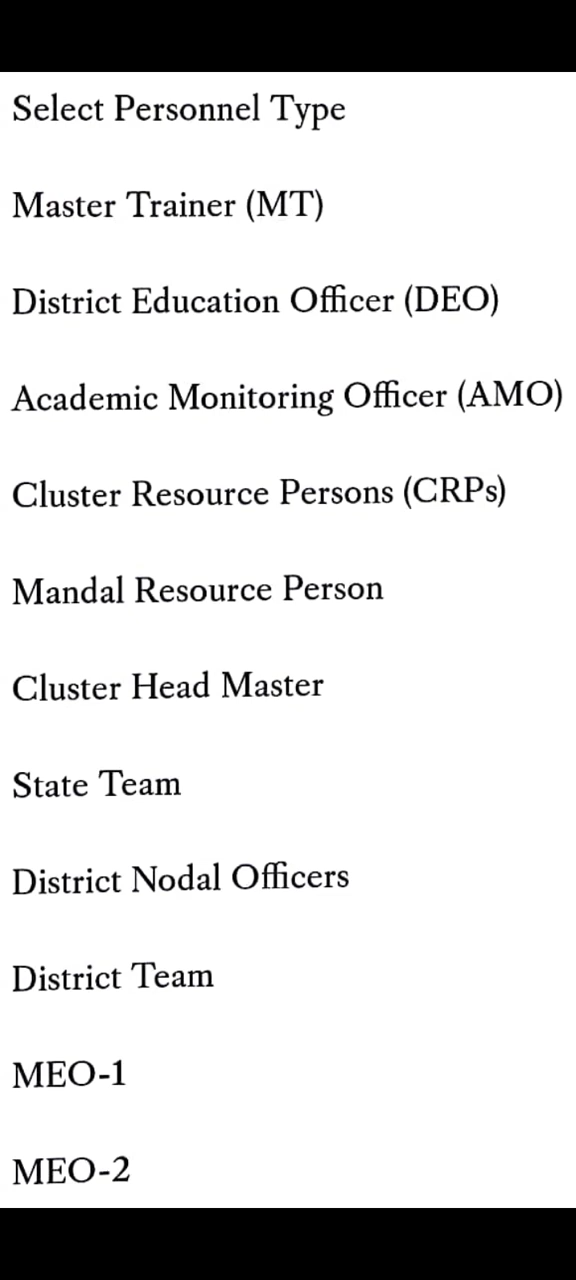 Select Personnel Type
Master Trainer (MT)
District Education Officer (DEO)
Academic Monitoring Officer (AMO)
Cluster Resource Persons (CRPs)
Mandal Resource Person
Cluster Head Master
State Team
District Nodal Officers
District Team
MEO-1
MEO-2